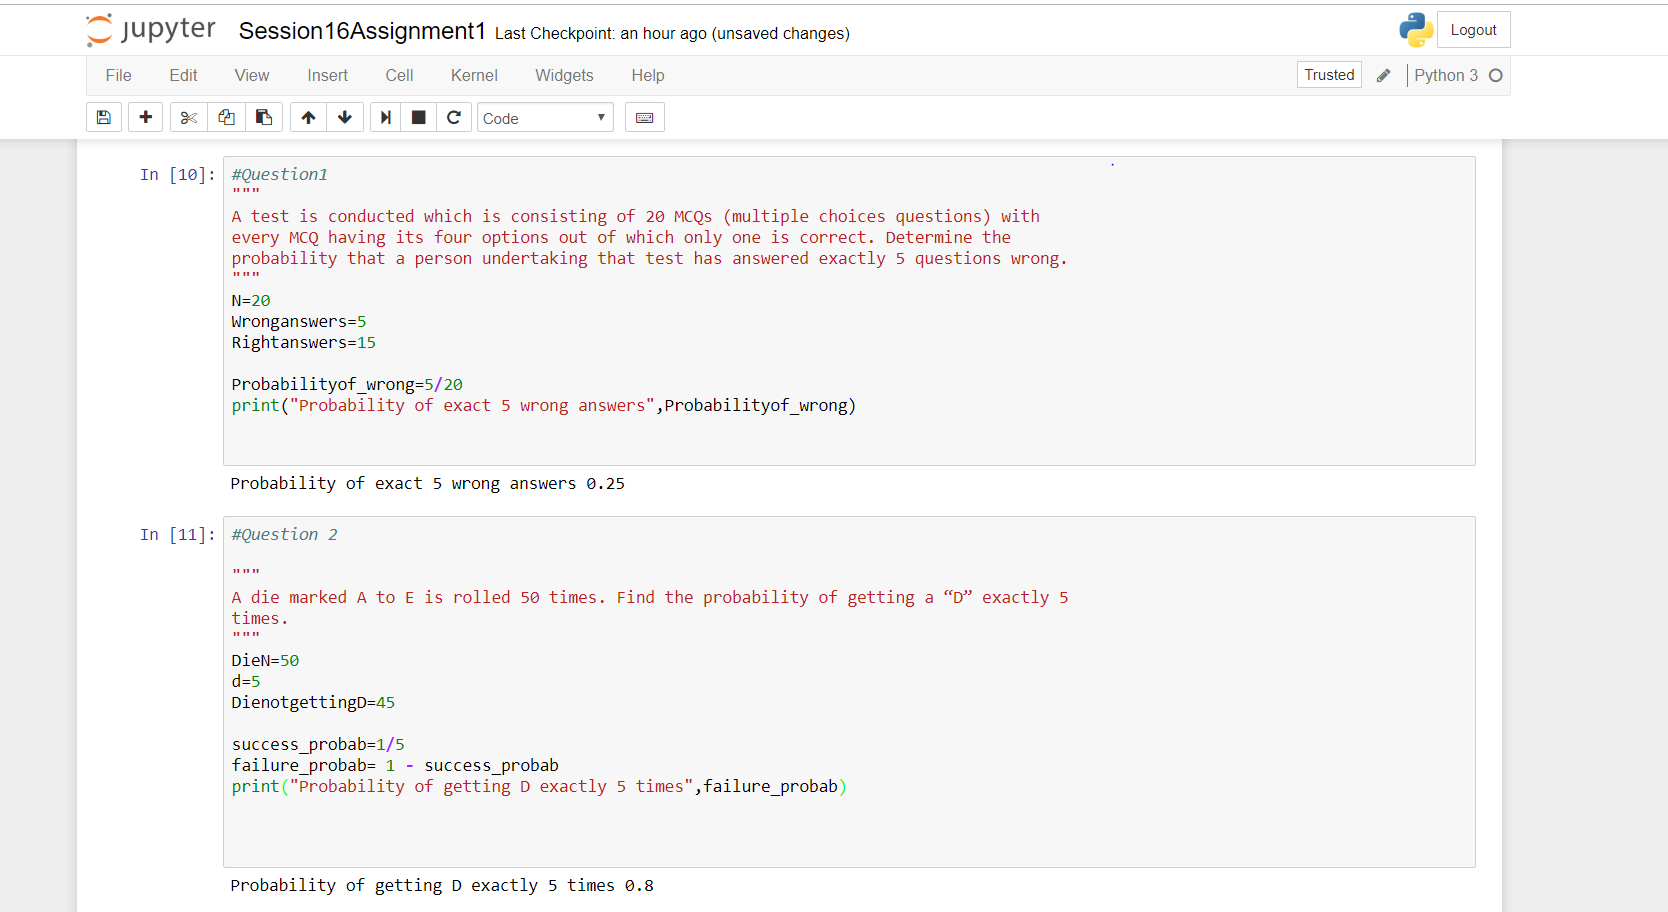 jupyter Session16Assignment1 Last Checkpoint: an hour ago (unsaved changes) Logout
File Edit View Insert Cell Kernel Widgets Help Trusted Python 3
Code
In [10]: #Question1
"""
A test is conducted which is consisting of 20 MCQs (multiple choices questions) with
every MCQ having its four options out of which only one is correct. Determine the
probability that a person undertaking that test has answered exactly 5 questions wrong.
"""
N=20
Wronganswers=5
Rightanswers=15
Probabilityof_wrong=5/20
print("Probability of exact 5 wrong answers",Probabilityof_wrong)
Probability of exact 5 wrong answers 0.25
In [11]: #Question 2
"""
A die marked A to E is rolled 50 times. Find the probability of getting a “D” exactly 5
times.
"""
DieN=50
d=5
DienotgettingD=45
success_probab=1/5
failure_probab= 1 - success_probab
print("Probability of getting D exactly 5 times",failure_probab)
Probability of getting D exactly 5 times 0.8